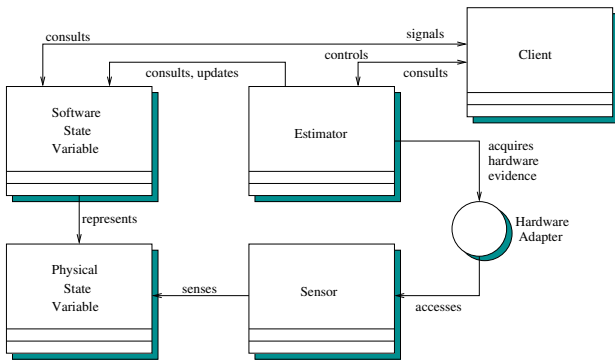 consults
signals
Client
controls
consults, updates
consults
Software
State
Variable
Estimator
acquires
hardware
evidence
represents
Hardware
Adapter
Physical
State
Variable
senses
Sensor
accesses